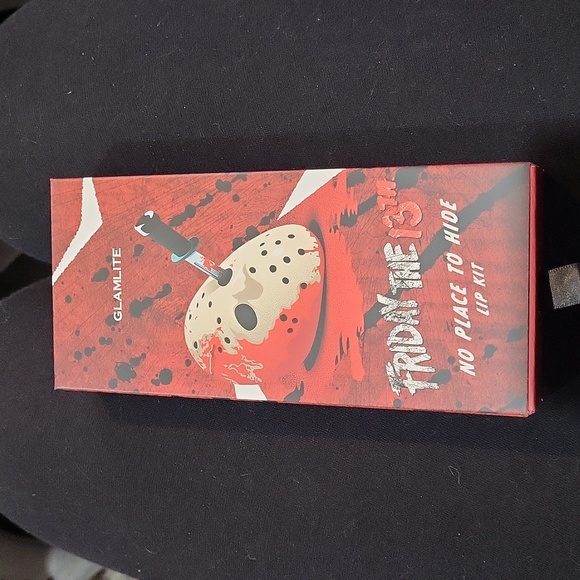 GLAMLITE
FRIDAY THE 13TH
NO PLACE TO HIDE
LIP KIT